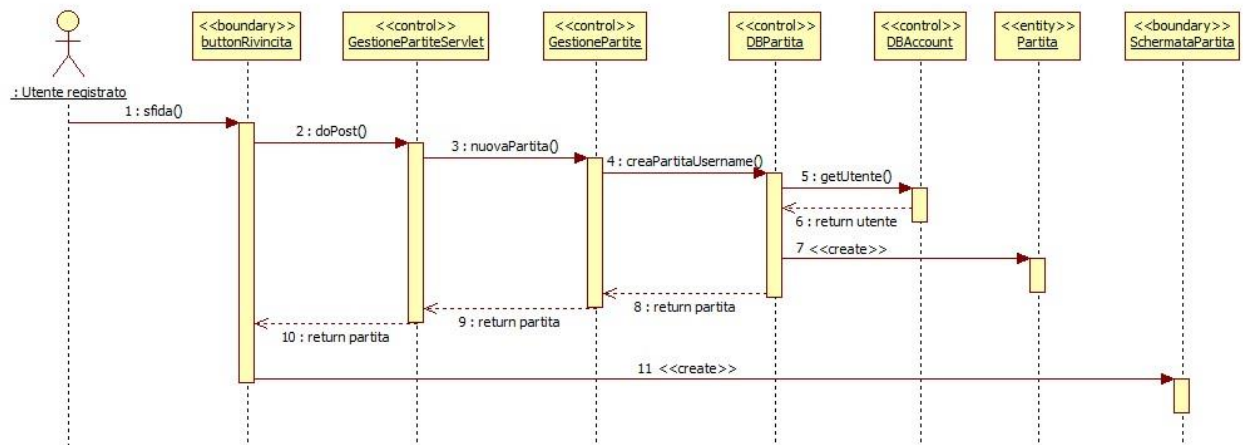 <<boundary>>
buttonRivincita
<<control>>
GestionePartiteServlet
<<control>>
GestionePartite
<<control>>
DBPartita
<<control>>
DBAccount
<<entity>>
Partita
<<boundary>>
SchermataPartita
: Utente registrato
1 : sfida()
2 : doPost()
3 : nuovaPartita()
4 : creaPartitaUsername()
5 : getUtente()
6 : return utente
7 <<create>>
8 : return partita
9 : return partita
10 : return partita
11 <<create>>